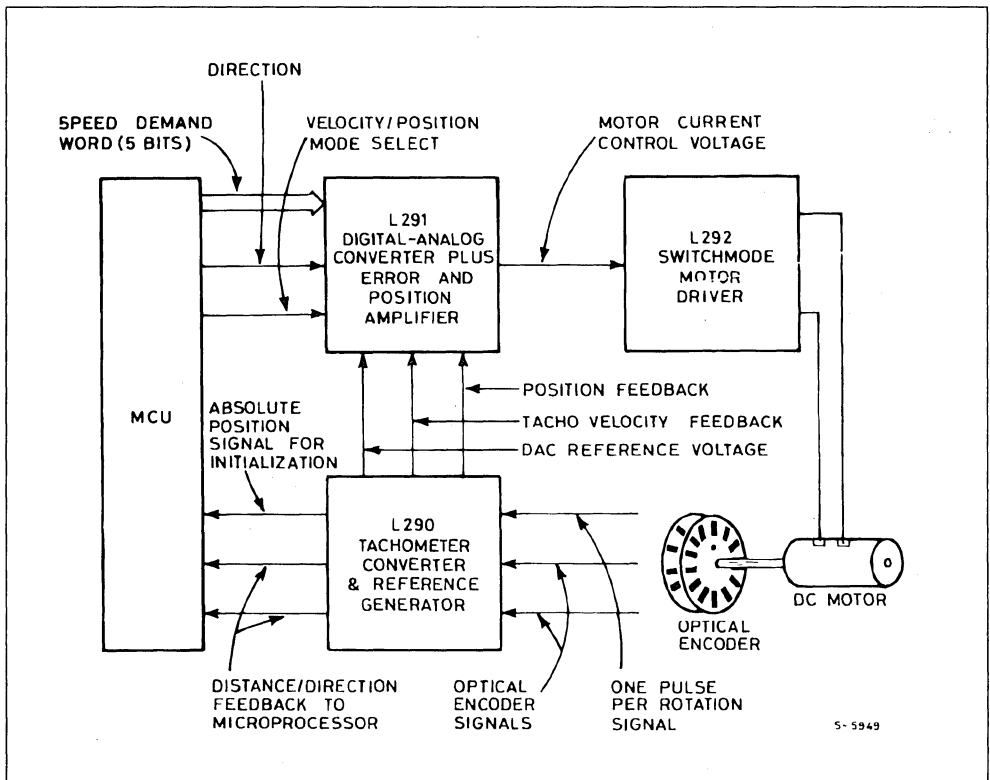 DIRECTION
SPEED DEMAND
WORD (5 BITS)
VELOCITY/POSITION
MODE SELECT
MOTOR CURRENT
CONTROL VOLTAGE
L291
DIGITAL-ANALOG
CONVERTER PLUS
ERROR AND
POSITION
AMPLIFIER
L292
SWITCHMODE
MOTOR
DRIVER
MCU
POSITION FEEDBACK
TACHO VELOCITY FEEDBACK
DAC REFERENCE VOLTAGE
ABSOLUTE
POSITION
SIGNAL FOR
INITIALIZATION
L290
TACHOMETER
CONVERTER
& REFERENCE
GENERATOR
DC MOTOR
OPTICAL
ENCODER
DISTANCE/DIRECTION
FEEDBACK TO
MICROPROCESSOR
OPTICAL
ENCODER
SIGNALS
ONE PULSE
PER ROTATION
SIGNAL
S-5949